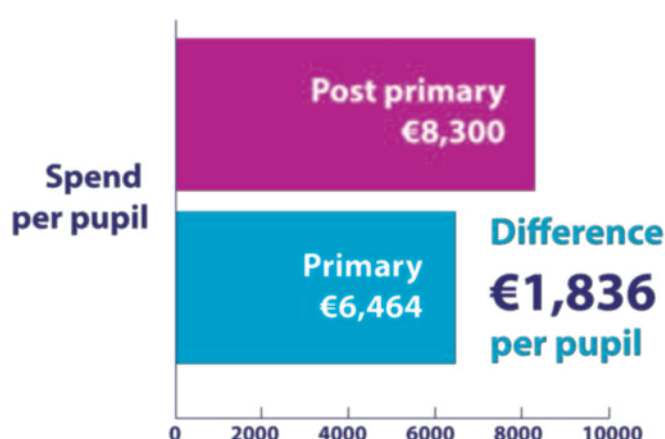 Post primary
€8,300
Spend
per pupil
Primary
€6,464
Difference
€1,836
per pupil
0 2000 4000 6000 8000 10000